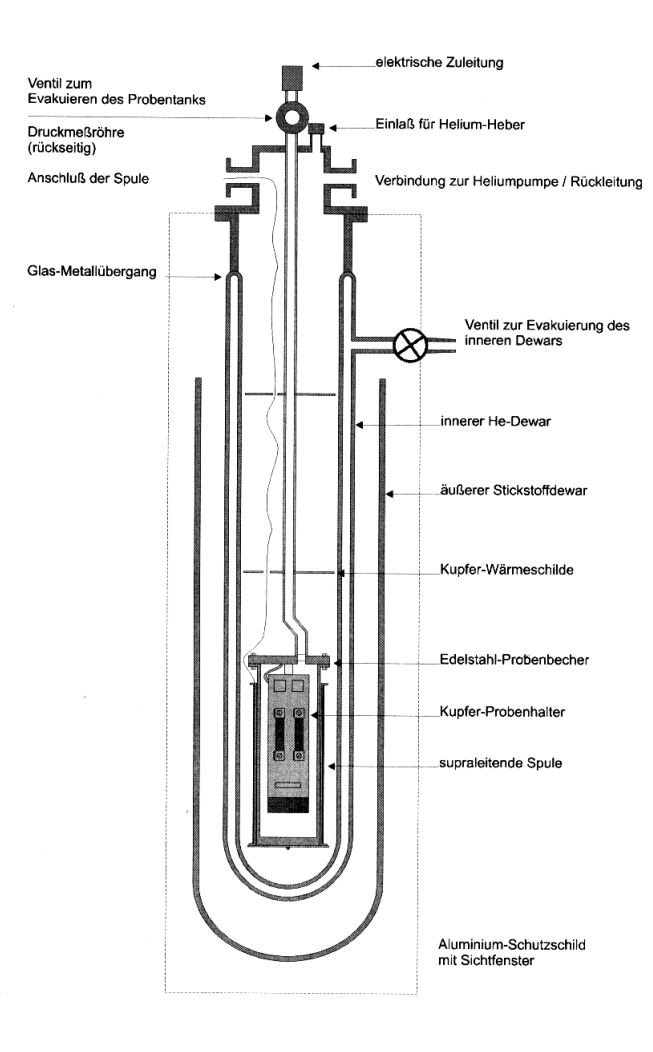 elektrische Zuleitung
Ventil zum
Evakuieren des Probentanks
Einlaß für Helium-Heber
Druckmeßröhre
(rückseitig)
Anschluß der Spule
Verbindung zur Heliumpumpe / Rückleitung
Glas-Metallübergang
Ventil zur Evakuierung des
inneren Dewars
innerer He-Dewar
äußerer Stickstoffdewar
Kupfer-Wärmeschilde
Edelstahl-Probenbecher
Kupfer-Probenhalter
supraleitende Spule
Aluminium-Schutzschild
mit Sichtfenster